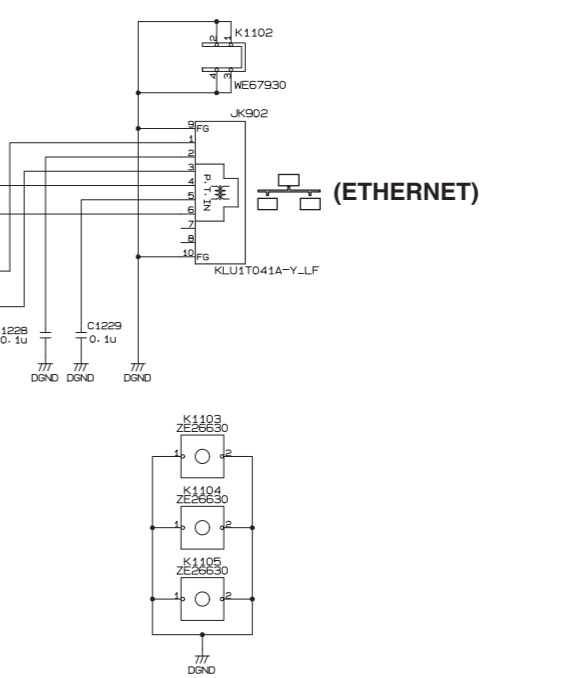 K1102
2 1
4 3
WE67930
JK902
9 FG
1
2
3
4
5
6
7
8
10 FG
P.T.IN
(ETHERNET)
KLU1T041A-Y_LF
1228
0.1u
C1229
0.1u
DGND DGND DGND
K1103
ZE26630
1 2
K1104
ZE26630
1 2
K1105
ZE26630
1 2
DGND